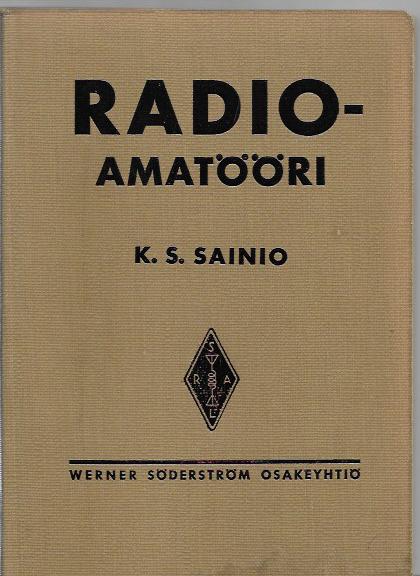 RADIO-
AMATÖÖRI
K. S. SAINIO
S
R A
L
WERNER SÖDERSTRÖM OSAKEYHTIÖ